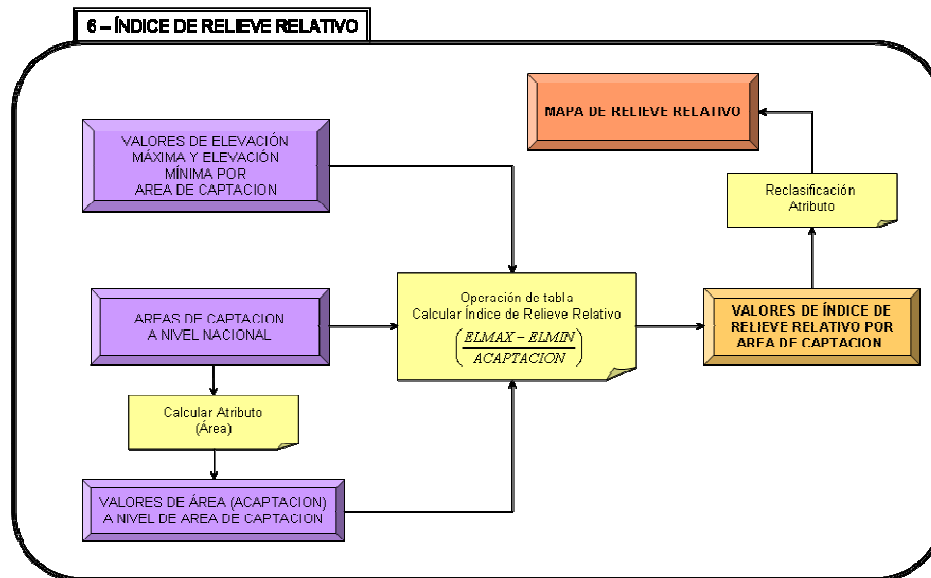 6 – ÍNDICE DE RELIEVE RELATIVO
MAPA DE RELIEVE RELATIVO
VALORES DE ELEVACIÓN
MÁXIMA Y ELEVACIÓN
MÍNIMA POR
AREA DE CAPTACION
Reclasificación
Atributo
AREAS DE CAPTACION
A NIVEL NACIONAL
Operación de tabla
Calcular Índice de Relieve Relativo
(ELMAX – ELMIN
ACAPTACION)
VALORES DE ÍNDICE DE
RELIEVE RELATIVO POR
AREA DE CAPTACION
Calcular Atributo
(Área)
VALORES DE ÁREA (ACAPTACION)
A NIVEL DE AREA DE CAPTACION